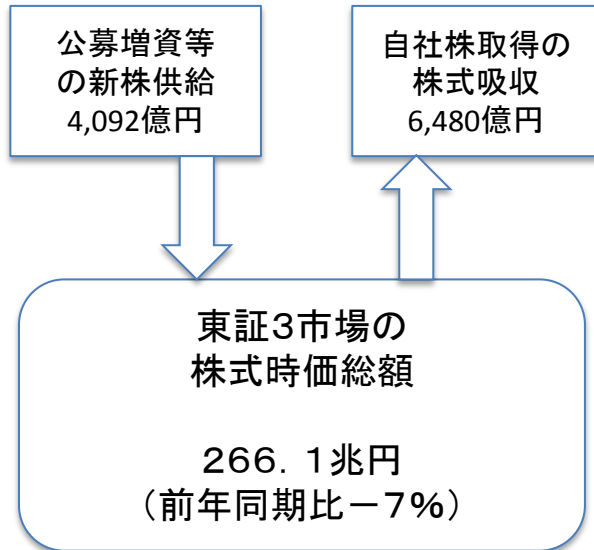 公募増資等
の新株供給
4,092億円
自社株取得の
株式吸収
6,480億円
東証3市場の
株式時価総額
266.1兆円
(前年同期比-7%)